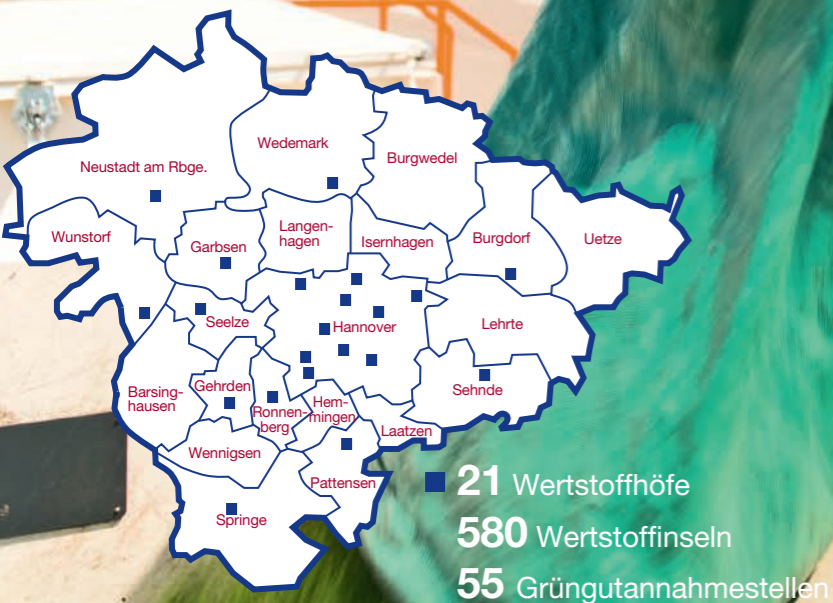 Wedemark
Burgwedel
Neustadt am Rbge.
Wunstorf
Garbsen
Langen-
hagen
Isernhagen
Burgdorf
Uetze
Seelze
Hannover
Lehrte
Barsing-
hausen
Gehrden
Ronnen-
berg
Hem-
mingen
Laatzen
Sehnde
Wennigsen
Pattensen
Springe
21 Wertstoffhöfe
580 Wertstoffinseln
55 Grüngutannahmestellen